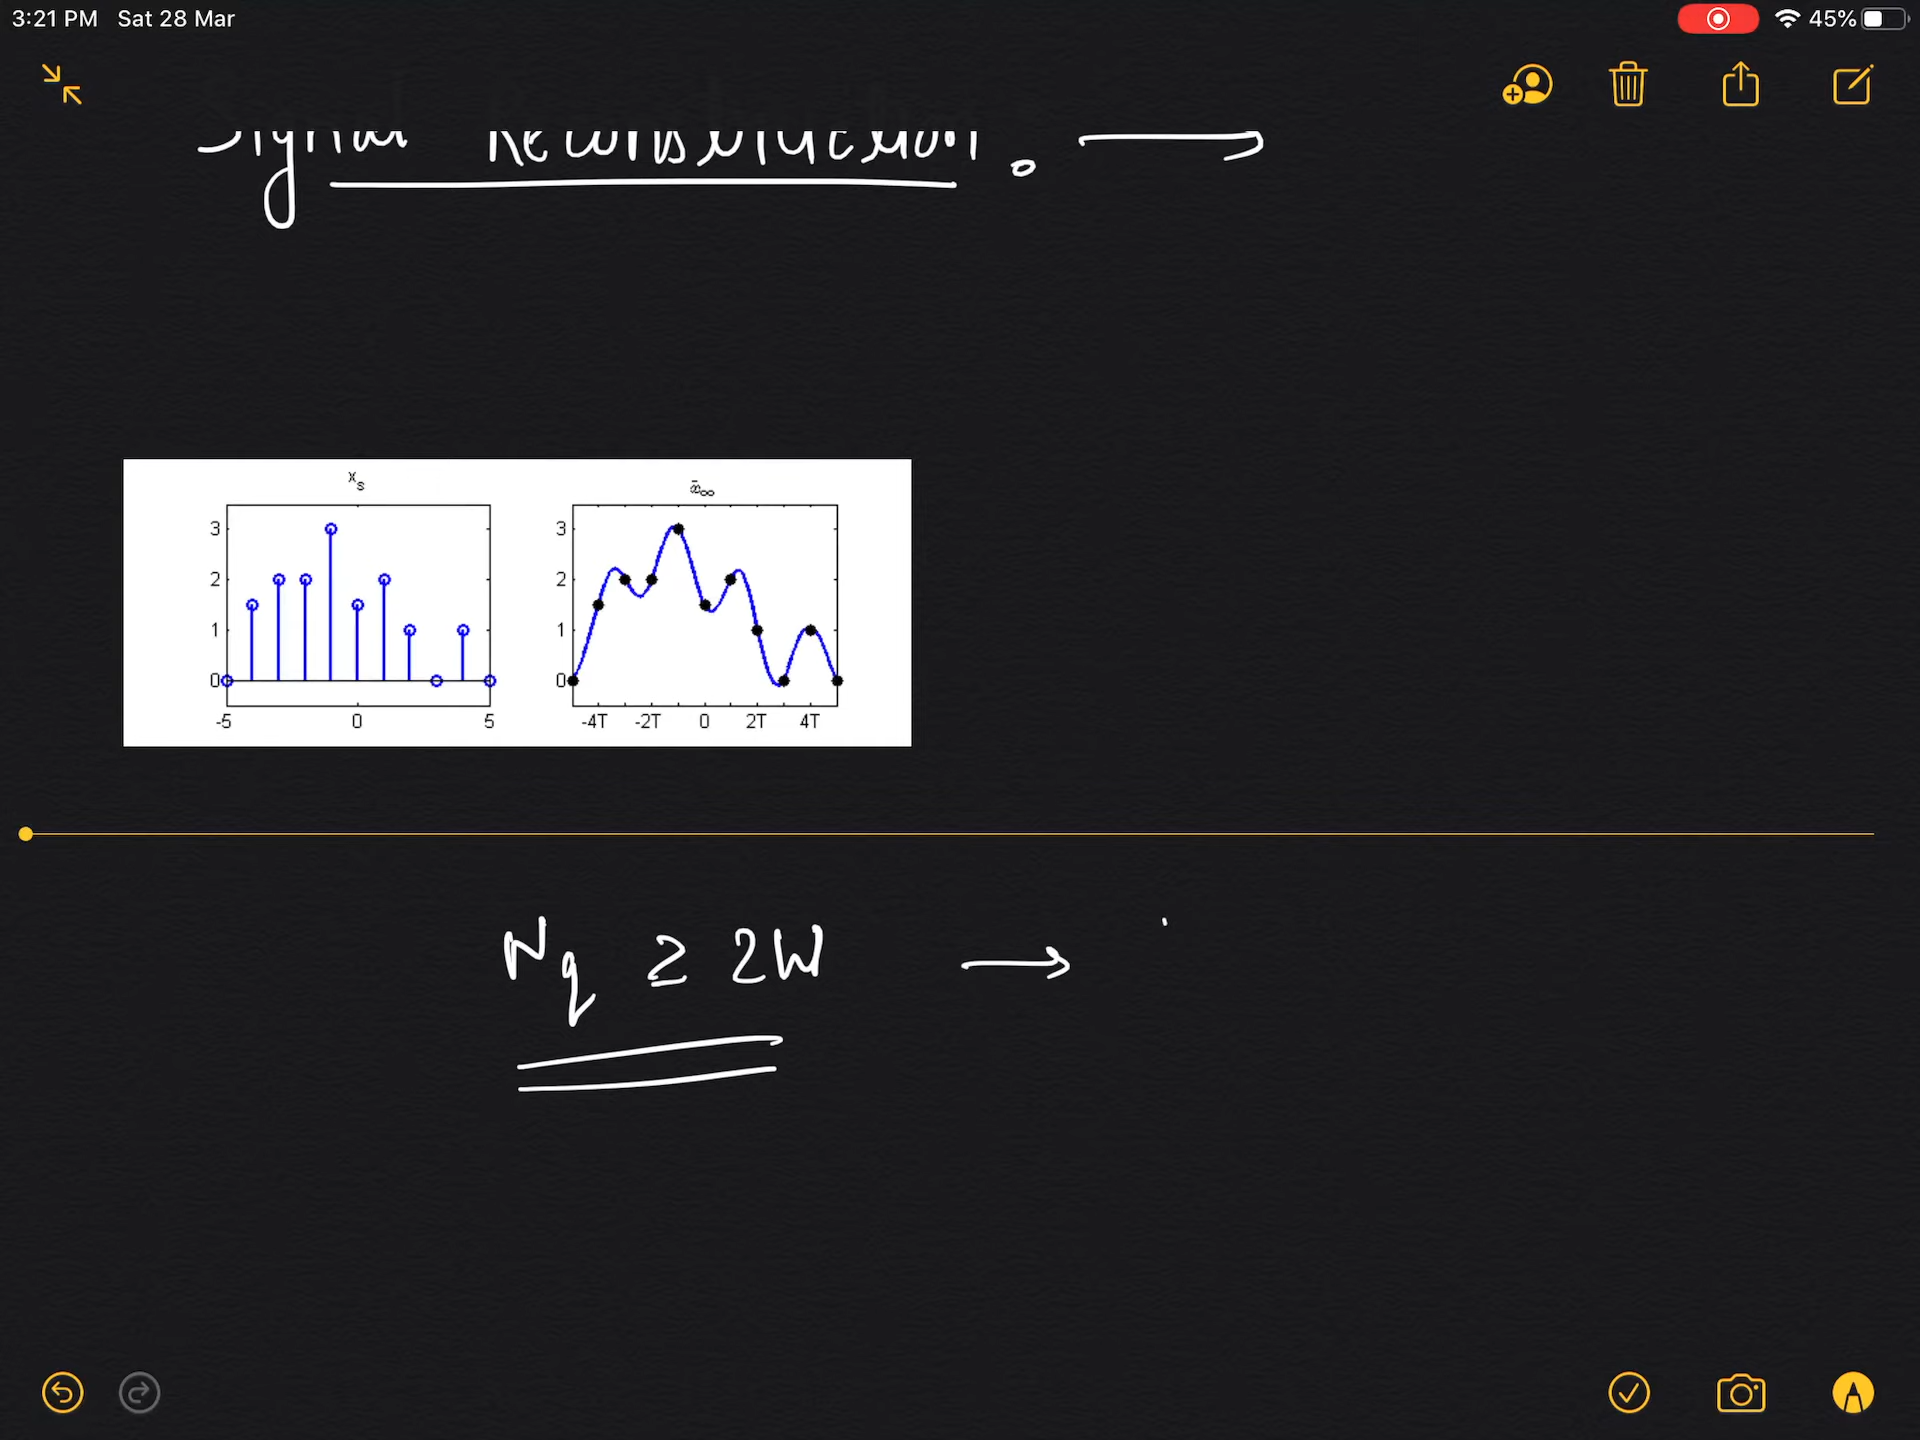 3:21 PM Sat 28 Mar 45%
Signal Reconstruction :
x_s
3
2
1
0
-5 0 5
x̄_∞
3
2
1
0
-4T -2T 0 2T 4T
Nq ≥ 2W